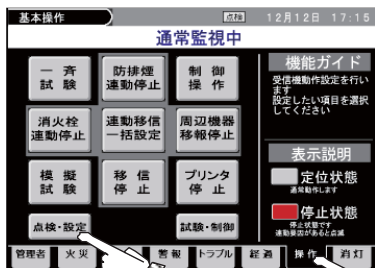 基本操作 点検 12月12日 17:15
通常監視中
一斉
試験
防排煙
連動停止
制御
操作
機能ガイド
受信機動作設定を行い
ます
設定したい項目を選択
してください
消火栓
連動停止
連動移信
一括設定
周辺機器
移報停止
表示説明
模擬
試験
移信
停止
プリンタ
停止
定位状態
通常動作します
停止状態
停止状態です
連動要因があると点滅
点検・設定
試験・制御
管理者 火災 警報 トラブル 経過 操作 消灯